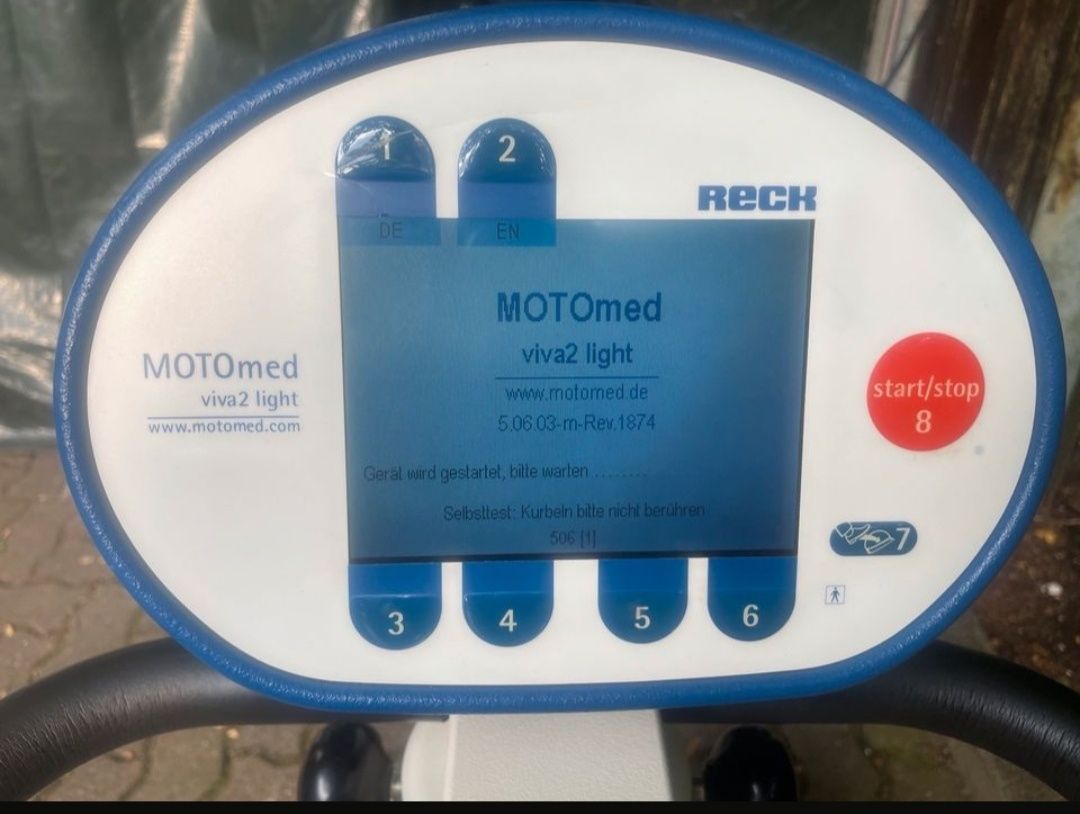 1
2
RECK
DE
EN
MOTOmed
viva2 light
www.motomed.de
5.06.03-m-Rev.1874
Gerät wird gestartet, bitte warten ........
Selbsttest: Kurbeln bitte nicht berühren
506 [1]
MOTOmed
viva2 light
www.motomed.com
start/stop
8
7
3
4
5
6